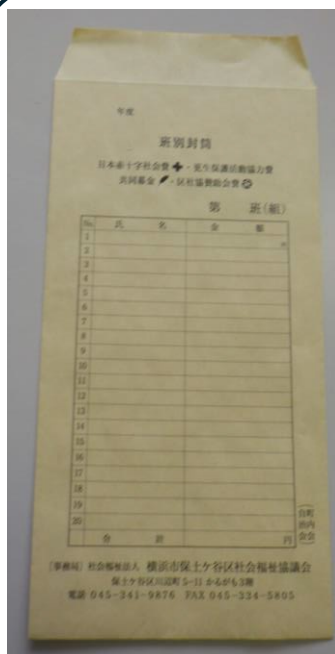 年度
班別封筒
日本赤十字社会費✚・更生保護活動協力費
共同募金・区社協賛助会費
第　班(組)
No. 氏　名　金　額
1 円
2
3
4
5
6
7
8
9
10
11
12
13
14
15
16
17
18
19
20
合　計　円
(自治会 町内会)
〔事務局〕社会福祉法人 横浜市保土ケ谷区社会福祉協議会
保土ケ谷区川辺町5-11 かるがも3階
電話 045-341-9876 FAX 045-334-5805